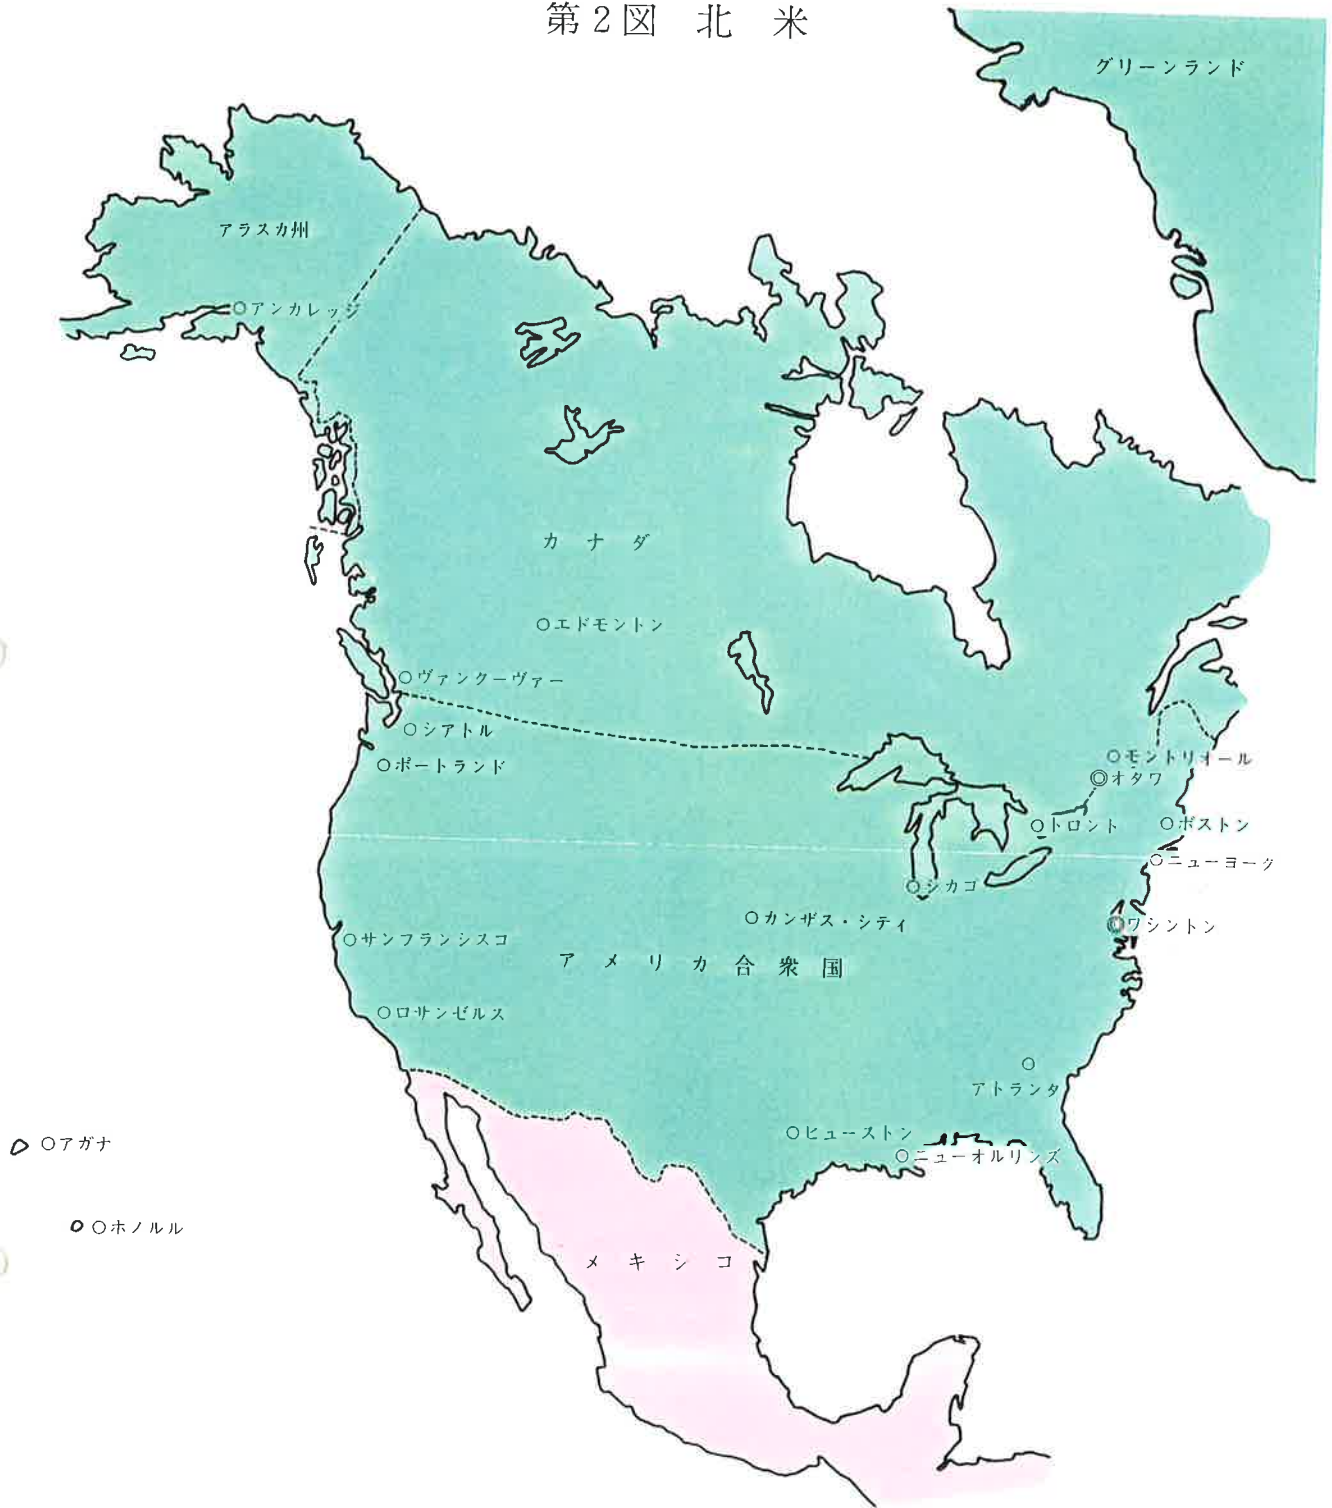 第2図 北 米
グリーンランド
アラスカ州
○アンカレッジ
カ ナ ダ
○エドモントン
○ヴァンクーヴァー
○シアトル
○モントリオール
○ポートランド
◎オタワ
○トロント
○ボストン
○ニューヨーク
○シカゴ
○カンザス・シティ
◎ワシントン
○サンフランシスコ
アメリカ合衆国
○ロサンゼルス
○
アトランタ
○ヒューストン
○アガナ
○ニューオルリンズ
○ホノルル
メ キ シ コ